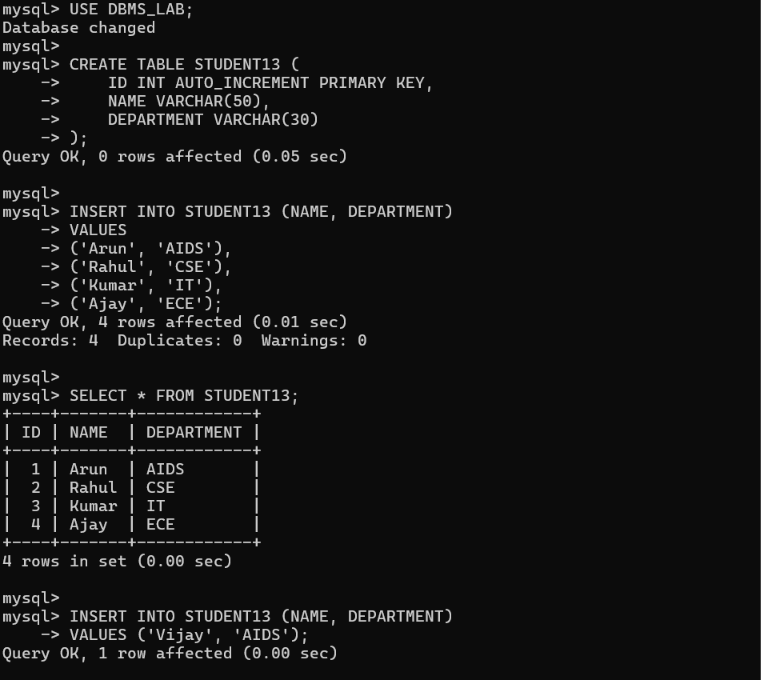 mysql> USE DBMS_LAB;
Database changed
mysql>
mysql> CREATE TABLE STUDENT13 (
    ->     ID INT AUTO_INCREMENT PRIMARY KEY,
    ->     NAME VARCHAR(50),
    ->     DEPARTMENT VARCHAR(30)
    -> );
Query OK, 0 rows affected (0.05 sec)

mysql>
mysql> INSERT INTO STUDENT13 (NAME, DEPARTMENT)
    -> VALUES
    -> ('Arun', 'AIDS'),
    -> ('Rahul', 'CSE'),
    -> ('Kumar', 'IT'),
    -> ('Ajay', 'ECE');
Query OK, 4 rows affected (0.01 sec)
Records: 4  Duplicates: 0  Warnings: 0

mysql>
mysql> SELECT * FROM STUDENT13;
+----+-------+------------+
| ID | NAME  | DEPARTMENT |
+----+-------+------------+
|  1 | Arun  | AIDS       |
|  2 | Rahul | CSE        |
|  3 | Kumar | IT         |
|  4 | Ajay  | ECE        |
+----+-------+------------+
4 rows in set (0.00 sec)

mysql>
mysql> INSERT INTO STUDENT13 (NAME, DEPARTMENT)
    -> VALUES ('Vijay', 'AIDS');
Query OK, 1 row affected (0.00 sec)